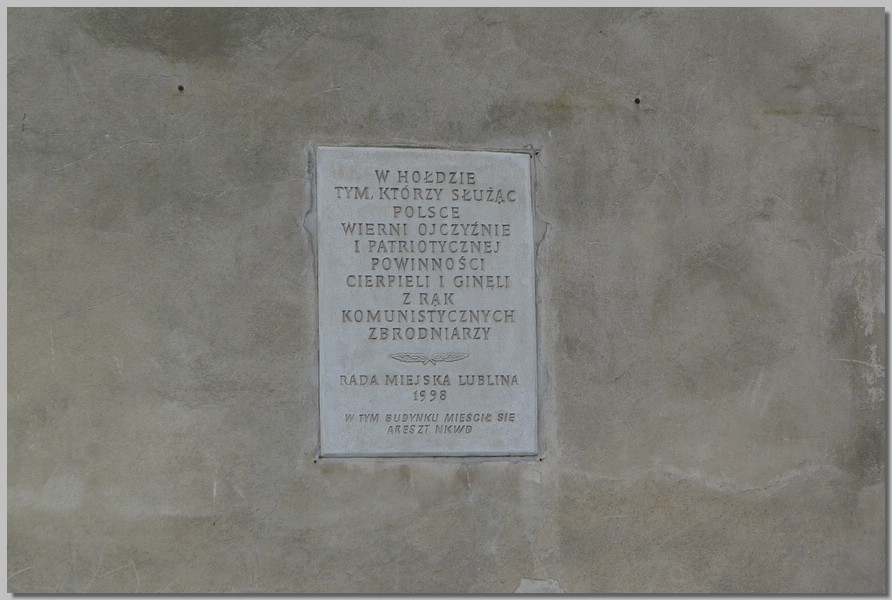 W HOŁDZIE
TYM, KTÓRZY SŁUŻĄC
POLSCE
WIERNI OJCZYŹNIE
I PATRIOTYCZNEJ
POWINNOŚCI
CIERPIELI I GINĘLI
Z RĄK
KOMUNISTYCZNYCH
ZBRODNIARZY
RADA MIEJSKA LUBLINA
1998
W TYM BUDYNKU MIEŚCIŁ SIĘ
ARESZT NKWD